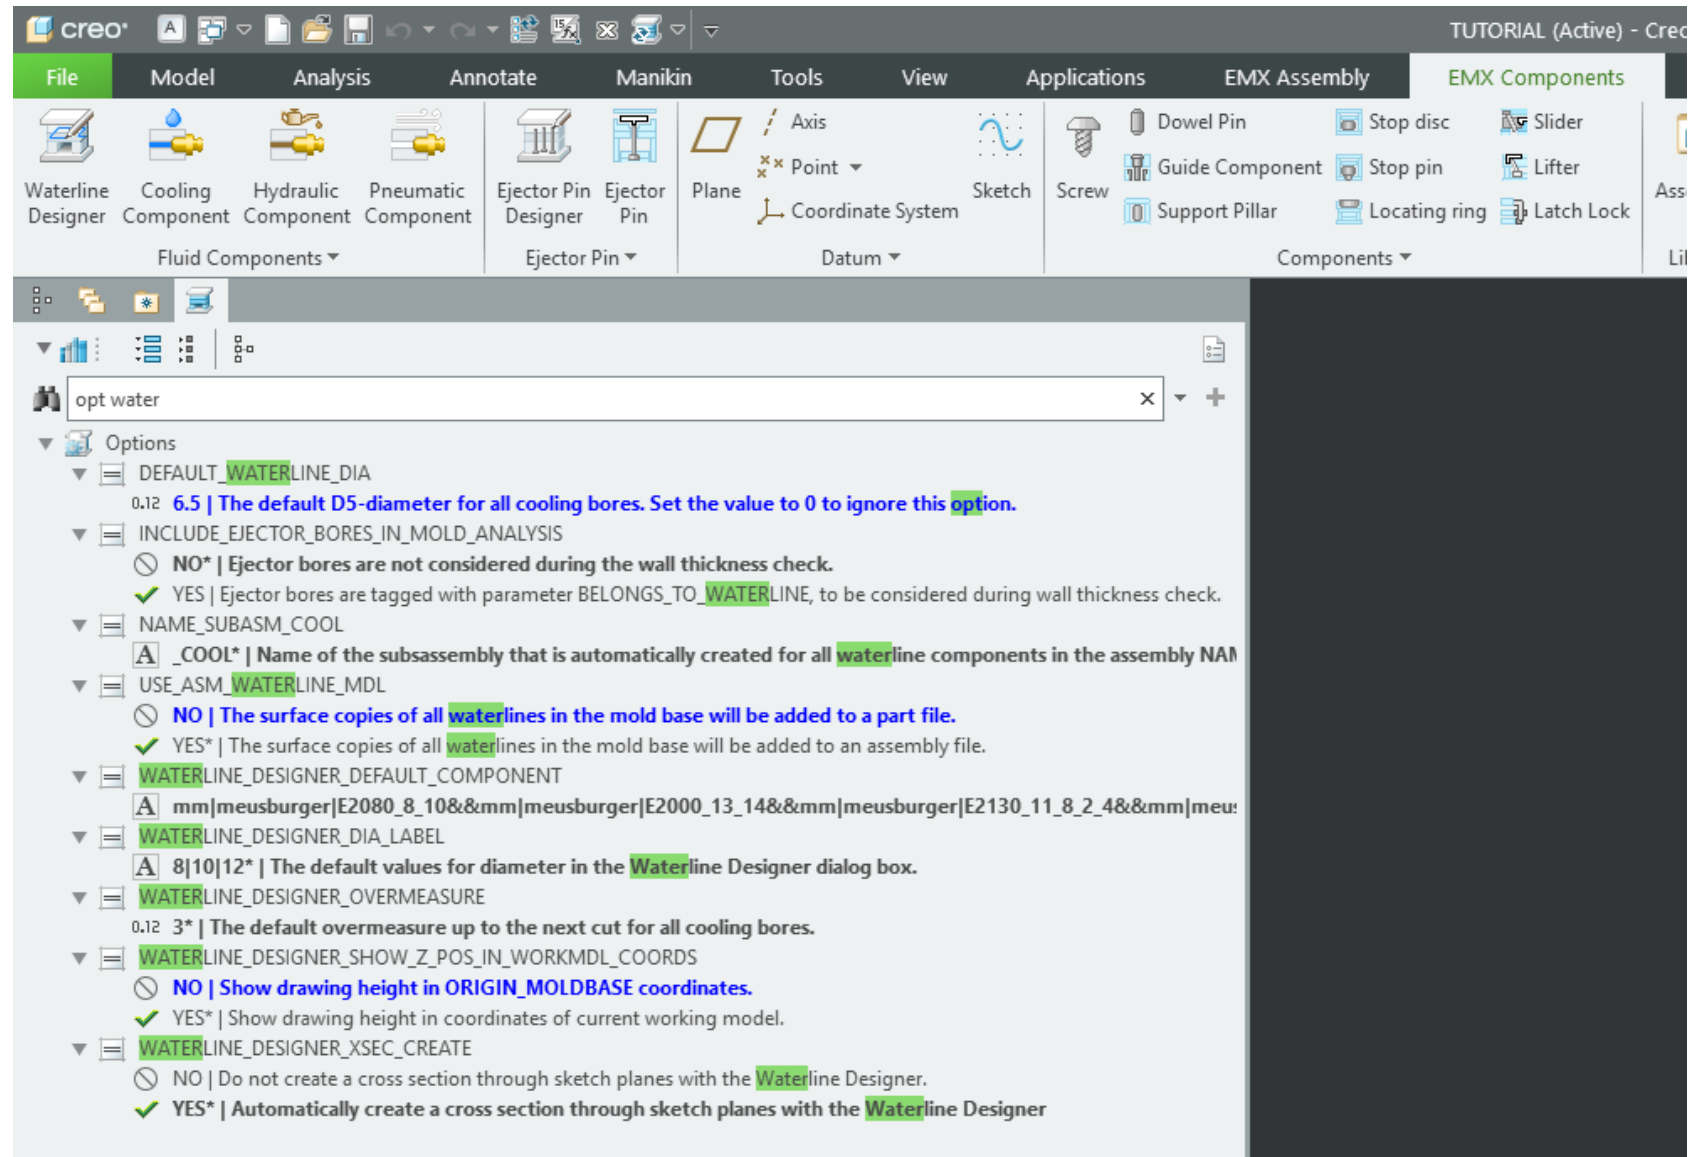 creo°
TUTORIAL (Active) - Creo
File Model Analysis Annotate Manikin Tools View Applications EMX Assembly EMX Components
Waterline Designer
Cooling Component
Hydraulic Component
Pneumatic Component
Fluid Components
Ejector Pin Designer
Ejector Pin
Ejector Pin
Plane
Axis
Point
Coordinate System
Sketch
Datum
Screw
Dowel Pin
Guide Component
Support Pillar
Stop disc
Stop pin
Locating ring
Slider
Lifter
Latch Lock
Components
opt water
Options
DEFAULT_WATERLINE_DIA
0.12 6.5 | The default D5-diameter for all cooling bores. Set the value to 0 to ignore this option.
INCLUDE_EJECTOR_BORES_IN_MOLD_ANALYSIS
NO* | Ejector bores are not considered during the wall thickness check.
YES | Ejector bores are tagged with parameter BELONGS_TO_WATERLINE, to be considered during wall thickness check.
NAME_SUBASM_COOL
A _COOL* | Name of the subsassembly that is automatically created for all waterline components in the assembly NAM
USE_ASM_WATERLINE_MDL
NO | The surface copies of all waterlines in the mold base will be added to a part file.
YES* | The surface copies of all waterlines in the mold base will be added to an assembly file.
WATERLINE_DESIGNER_DEFAULT_COMPONENT
A mm|meusburger|E2080_8_10&&mm|meusburger|E2000_13_14&&mm|meusburger|E2130_11_8_2_4&&mm|meus
WATERLINE_DESIGNER_DIA_LABEL
A 8|10|12* | The default values for diameter in the Waterline Designer dialog box.
WATERLINE_DESIGNER_OVERMEASURE
0.12 3* | The default overmeasure up to the next cut for all cooling bores.
WATERLINE_DESIGNER_SHOW_Z_POS_IN_WORKMDL_COORDS
NO | Show drawing height in ORIGIN_MOLDBASE coordinates.
YES* | Show drawing height in coordinates of current working model.
WATERLINE_DESIGNER_XSEC_CREATE
NO | Do not create a cross section through sketch planes with the Waterline Designer.
YES* | Automatically create a cross section through sketch planes with the Waterline Designer